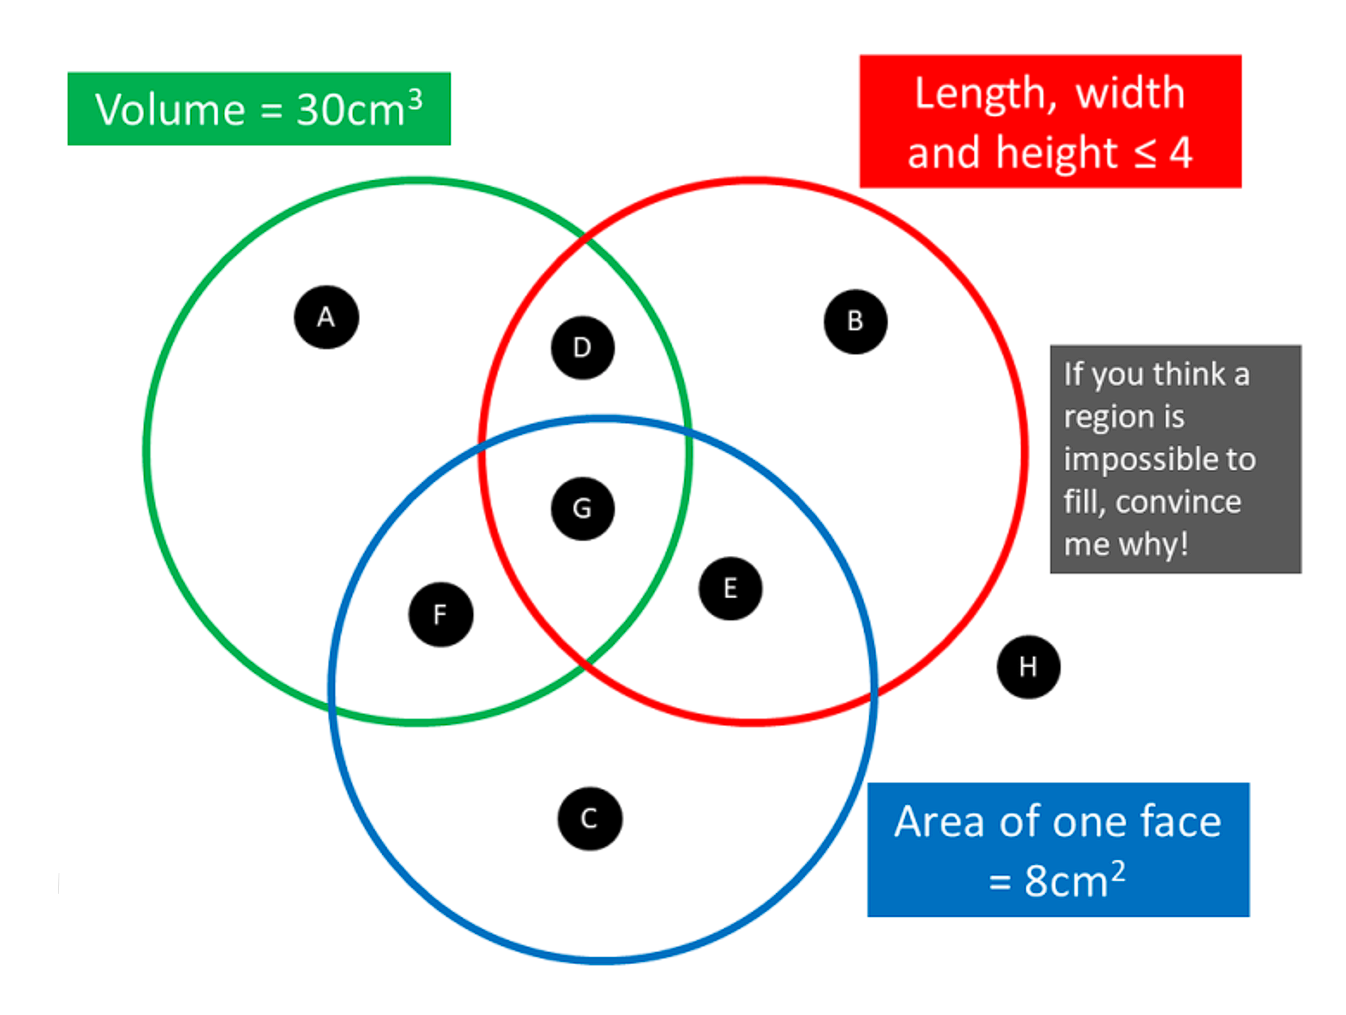 Volume = 30cm³
Length, width
and height ≤ 4
A
D
B
If you think a
region is
impossible to
fill, convince
me why!
G
E
F
H
C
Area of one face
= 8cm²